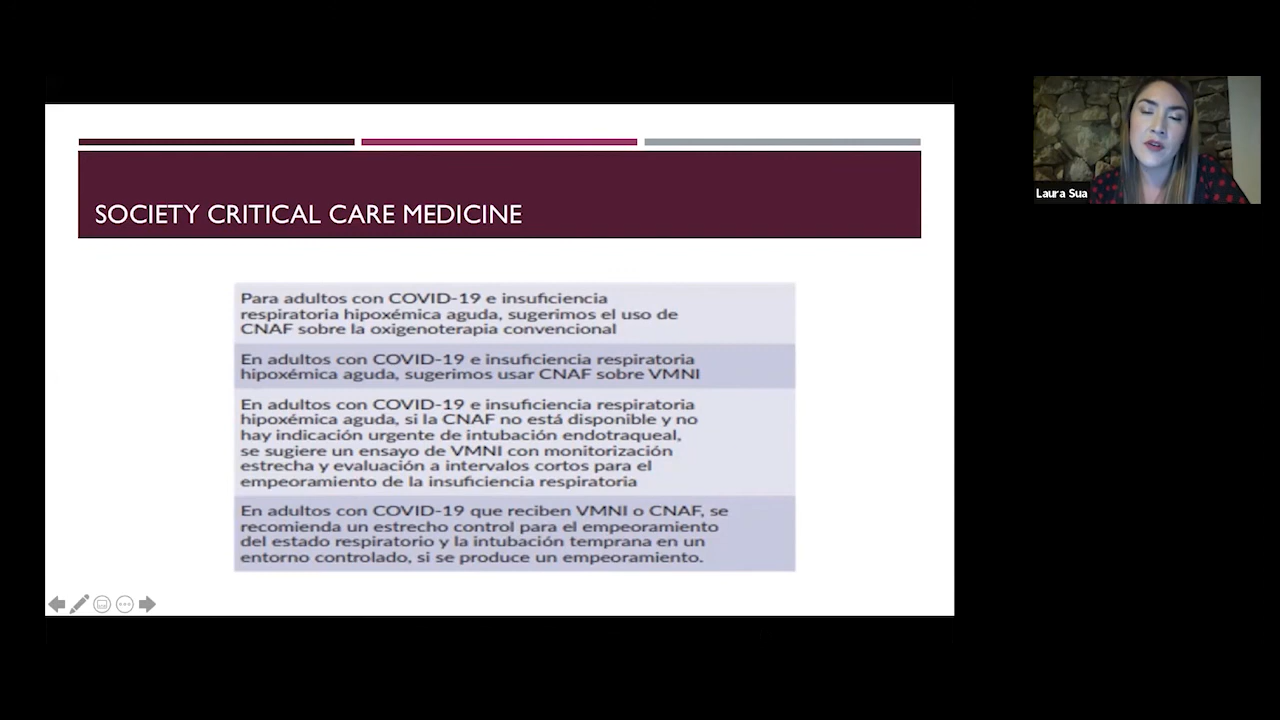 SOCIETY CRITICAL CARE MEDICINE
Para adultos con COVID-19 e insuficiencia
respiratoria hipoxémica aguda, sugerimos el uso de
CNAF sobre la oxigenoterapia convencional
En adultos con COVID-19 e insuficiencia respiratoria
hipoxémica aguda, sugerimos usar CNAF sobre VMNI
En adultos con COVID-19 e insuficiencia respiratoria
hipoxémica aguda, si la CNAF no está disponible y no
hay indicación urgente de intubación endotraqueal,
se sugiere un ensayo de VMNI con monitorización
estrecha y evaluación a intervalos cortos para el
empeoramiento de la insuficiencia respiratoria
En adultos con COVID-19 que reciben VMNI o CNAF, se
recomienda un estrecho control para el empeoramiento
del estado respiratorio y la intubación temprana en un
entorno controlado, si se produce un empeoramiento.
Laura Sua